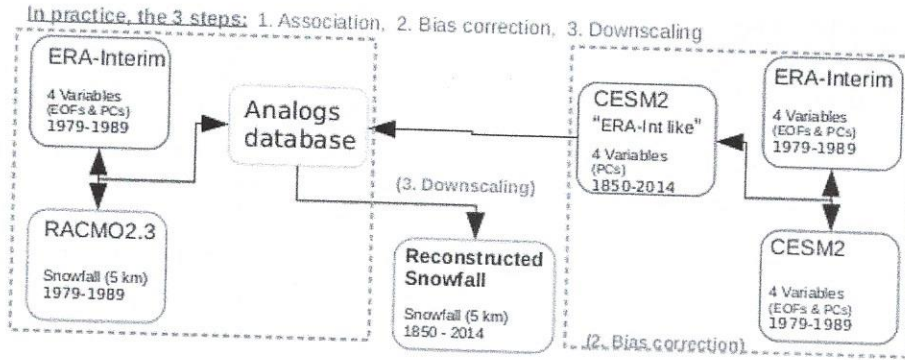 In practice, the 3 steps: 1. Association, 2. Bias correction, 3. Downscaling
ERA-Interim
4 Variables
(EOFs & PCs)
1979-1989
RACMO2.3
Snowfall (5 km)
1979-1989
Analogs
database
(3. Downscaling)
Reconstructed
Snowfall
Snowfall (5 km)
1850 - 2014
CESM2
"ERA-Int like"
4 Variables
(PCs)
1850-2014
ERA-Interim
4 Variables
(EOFs & PCs)
1979-1989
CESM2
4 Variables
(EOFs & PCs)
1979-1989
(2. Bias correction)